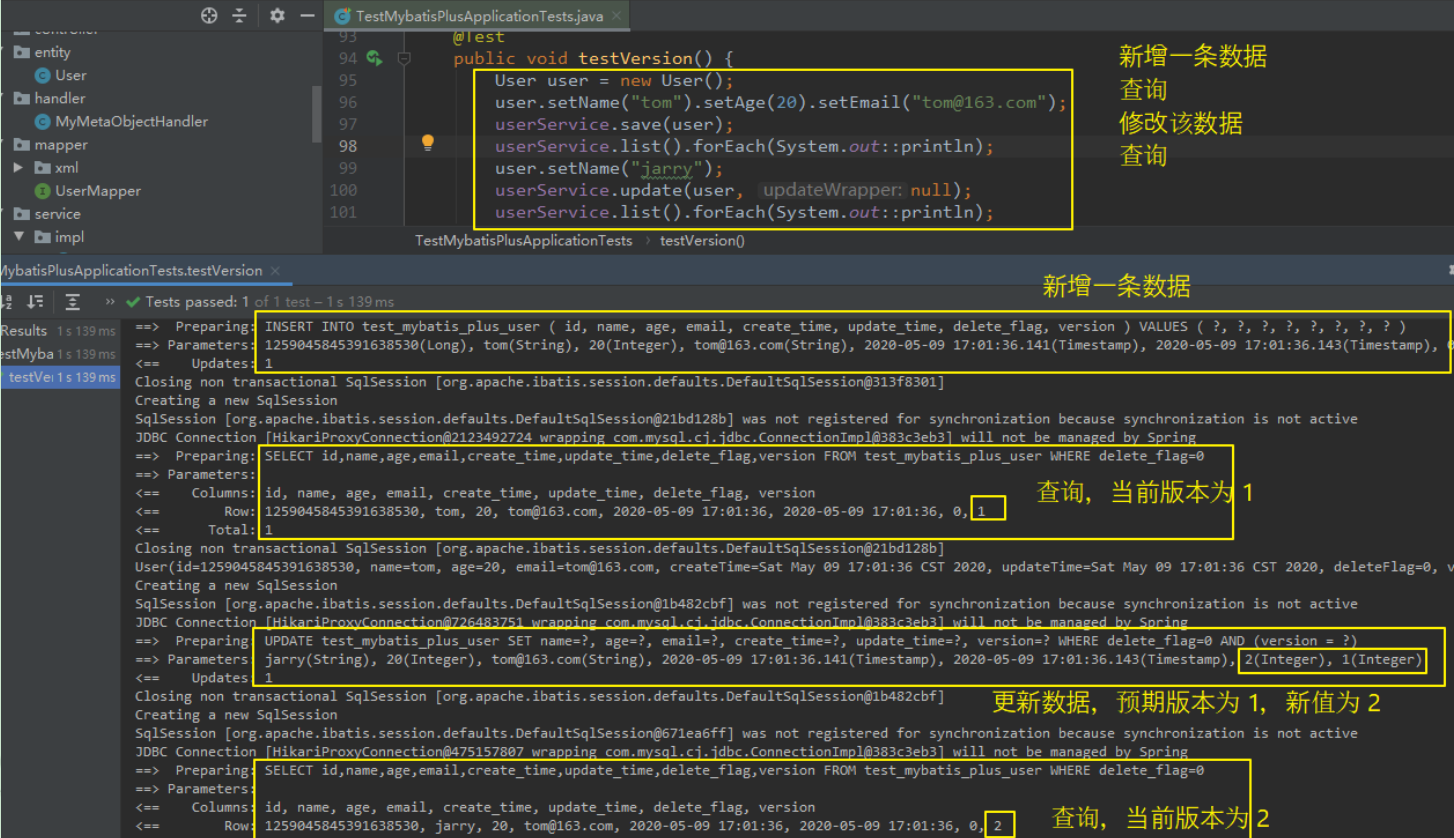 TestMybatisPlusApplicationTests.java
entity
User
handler
MyMetaObjectHandler
mapper
xml
UserMapper
service
impl
93 @Test
94 public void testVersion() {
95 User user = new User();
96 user.setName("tom").setAge(20).setEmail("tom@163.com");
97 userService.save(user);
98 userService.list().forEach(System.out::println);
99 user.setName("jarry");
100 userService.update(user, updateWrapper: null);
101 userService.list().forEach(System.out::println);
新增一条数据
查询
修改该数据
查询
TestMybatisPlusApplicationTests › testVersion()
MybatisPlusApplicationTests.testVersion
新增一条数据
» Tests passed: 1 of 1 test – 1 s 139 ms
Results 1 s 139 ms
estMyba 1 s 139 ms
testVer 1 s 139 ms
==> Preparing: INSERT INTO test_mybatis_plus_user ( id, name, age, email, create_time, update_time, delete_flag, version ) VALUES ( ?, ?, ?, ?, ?, ?, ?, ? )
==> Parameters: 1259045845391638530(Long), tom(String), 20(Integer), tom@163.com(String), 2020-05-09 17:01:36.141(Timestamp), 2020-05-09 17:01:36.143(Timestamp),
<== Updates: 1
Closing non transactional SqlSession [org.apache.ibatis.session.defaults.DefaultSqlSession@313f8301]
Creating a new SqlSession
SqlSession [org.apache.ibatis.session.defaults.DefaultSqlSession@21bd128b] was not registered for synchronization because synchronization is not active
JDBC Connection [HikariProxyConnection@2123492724 wrapping com.mysql.cj.jdbc.ConnectionImpl@383c3eb3] will not be managed by Spring
==> Preparing: SELECT id,name,age,email,create_time,update_time,delete_flag,version FROM test_mybatis_plus_user WHERE delete_flag=0
==> Parameters:
<== Columns: id, name, age, email, create_time, update_time, delete_flag, version
<== Row: 1259045845391638530, tom, 20, tom@163.com, 2020-05-09 17:01:36, 2020-05-09 17:01:36, 0, 1
<== Total: 1
查询，当前版本为 1
Closing non transactional SqlSession [org.apache.ibatis.session.defaults.DefaultSqlSession@21bd128b]
User(id=1259045845391638530, name=tom, age=20, email=tom@163.com, createTime=Sat May 09 17:01:36 CST 2020, updateTime=Sat May 09 17:01:36 CST 2020, deleteFlag=0, v
Creating a new SqlSession
SqlSession [org.apache.ibatis.session.defaults.DefaultSqlSession@1b482cbf] was not registered for synchronization because synchronization is not active
JDBC Connection [HikariProxyConnection@726483751 wrapping com.mysql.cj.jdbc.ConnectionImpl@383c3eb3] will not be managed by Spring
==> Preparing: UPDATE test_mybatis_plus_user SET name=?, age=?, email=?, create_time=?, update_time=?, version=? WHERE delete_flag=0 AND (version = ?)
==> Parameters: jarry(String), 20(Integer), tom@163.com(String), 2020-05-09 17:01:36.141(Timestamp), 2020-05-09 17:01:36.143(Timestamp), 2(Integer), 1(Integer)
<== Updates: 1
Closing non transactional SqlSession [org.apache.ibatis.session.defaults.DefaultSqlSession@1b482cbf]
更新数据，预期版本为 1，新值为 2
Creating a new SqlSession
SqlSession [org.apache.ibatis.session.defaults.DefaultSqlSession@671ea6ff] was not registered for synchronization because synchronization is not active
JDBC Connection [HikariProxyConnection@475157807 wrapping com.mysql.cj.jdbc.ConnectionImpl@383c3eb3] will not be managed by Spring
==> Preparing: SELECT id,name,age,email,create_time,update_time,delete_flag,version FROM test_mybatis_plus_user WHERE delete_flag=0
==> Parameters:
<== Columns: id, name, age, email, create_time, update_time, delete_flag, version
<== Row: 1259045845391638530, jarry, 20, tom@163.com, 2020-05-09 17:01:36, 2020-05-09 17:01:36, 0, 2
查询，当前版本为 2